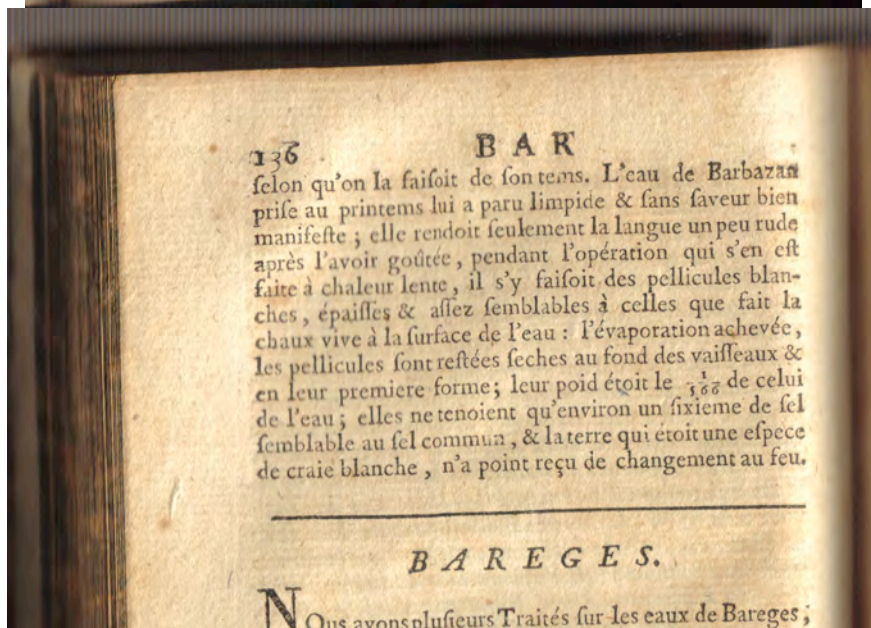 136 BAR
ſelon qu'on la faiſoit de ſon tems. L'eau de Barbazan
priſe au printems lui a paru limpide & ſans ſaveur bien
manifeſte ; elle rendoit ſeulement la langue un peu rude
après l'avoir goûtée, pendant l'opération qui s'en eſt
faite à chaleur lente, il s'y faiſoit des pellicules blan-
ches, épaiſſes & aſſez ſemblables à celles que fait la
chaux vive à la ſurface de l'eau : l'évaporation achevée,
les pellicules ſont reſtées ſeches au fond des vaiſſeaux &
en leur premiere forme ; leur poid étoit le de celui
de l'eau ; elles ne tenoient qu'environ un ſixieme de ſel
ſemblable au ſel commun, & la terre qui étoit une eſpece
de craie blanche, n'a point reçu de changement au feu.
BAREGES.
NOus avons pluſieurs Traités ſur les eaux de Bareges ;